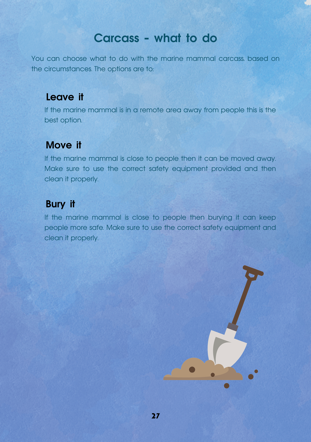 Carcass - what to do
You can choose what to do with the marine mammal carcass, based on
the circumstances. The options are to:
Leave it
If the marine mammal is in a remote area away from people this is the
best option.
Move it
If the marine mammal is close to people then it can be moved away.
Make sure to use the correct safety equipment provided and then
clean it properly.
Bury it
If the marine mammal is close to people then burying it can keep
people more safe. Make sure to use the correct safety equipment and
clean it properly.
27